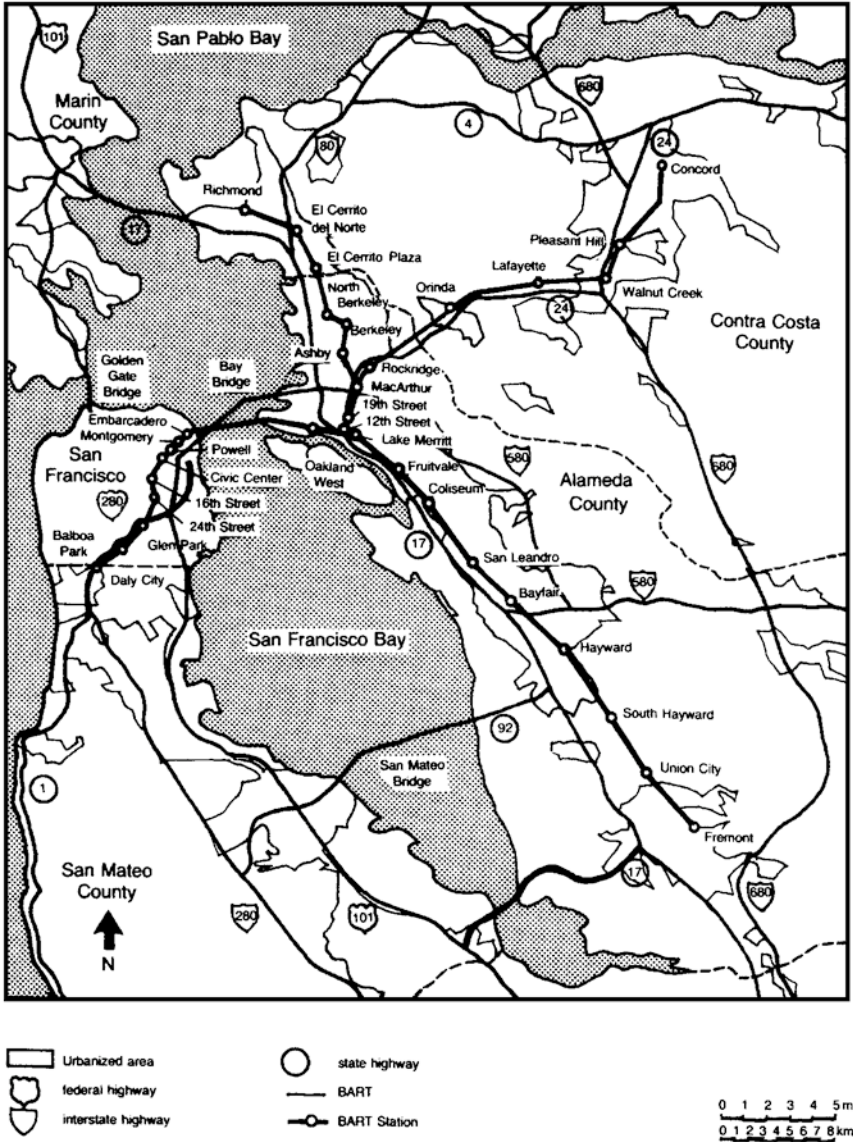 101
San Pablo Bay
680
Marin
County
80
4
24
Concord
Richmond
El Cerrito
del Norte
17
Pleasant Hill
El Cerrito Plaza
Lafayette
North
Berkeley
Orinda
Walnut Creek
Berkeley
24
Contra Costa
County
Ashby
Golden
Gate
Bridge
Bay
Bridge
Rockridge
MacArthur
19th Street
Embarcadero
12th Street
Montgomery
Lake Merritt
San
Francisco
Powell
Oakland
West
Fruitvale
580
680
Civic Center
Coliseum
Alameda
County
280
16th Street
24th Street
Balboa
Park
Glen Park
17
San Leandro
Daly City
580
Bayfair
San Francisco Bay
Hayward
92
South Hayward
San Mateo
Bridge
Union City
1
Fremont
San Mateo
County
17
680
280
101
N
Urbanized area
federal highway
interstate highway
state highway
BART
BART Station
0 1 2 3 4 5 m
0 1 2 3 4 5 6 7 8 km